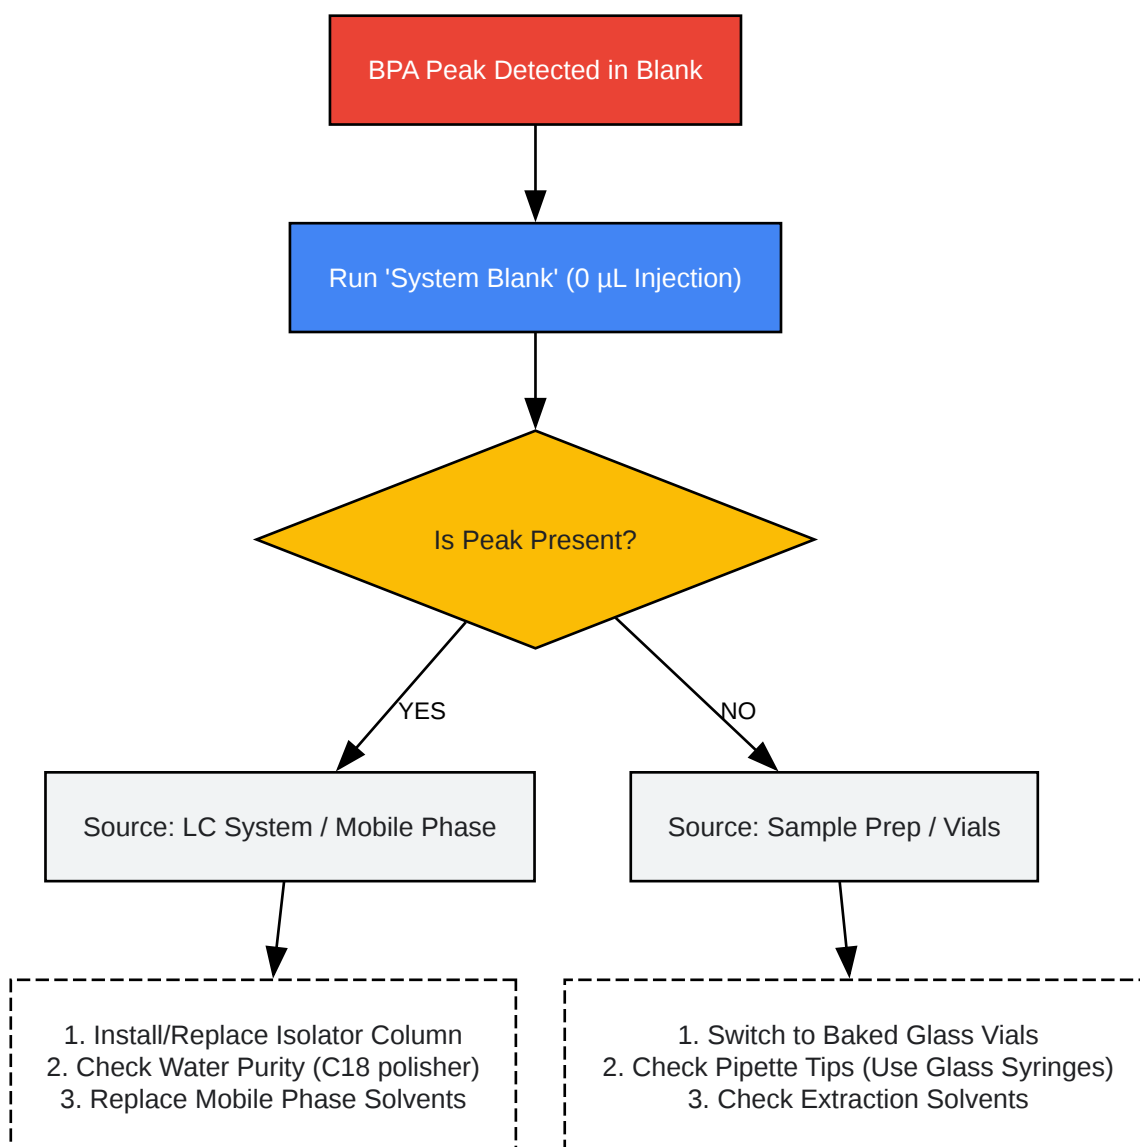 BPA Peak Detected in Blank
Run 'System Blank' (0 µL Injection)
Is Peak Present?
YES
NO
Source: LC System / Mobile Phase
Source: Sample Prep / Vials
1. Install/Replace Isolator Column
2. Check Water Purity (C18 polisher)
3. Replace Mobile Phase Solvents
1. Switch to Baked Glass Vials
2. Check Pipette Tips (Use Glass Syringes)
3. Check Extraction Solvents